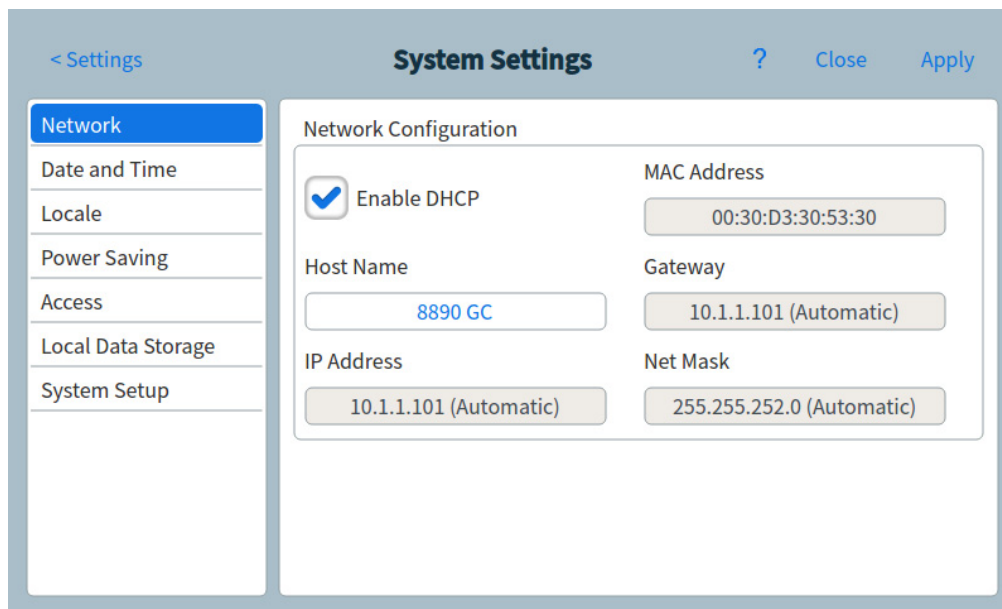 < Settings
System Settings
?
Close
Apply
Network
Date and Time
Locale
Power Saving
Access
Local Data Storage
System Setup
Network Configuration
Enable DHCP
MAC Address
00:30:D3:30:53:30
Host Name
8890 GC
Gateway
10.1.1.101 (Automatic)
IP Address
10.1.1.101 (Automatic)
Net Mask
255.255.252.0 (Automatic)